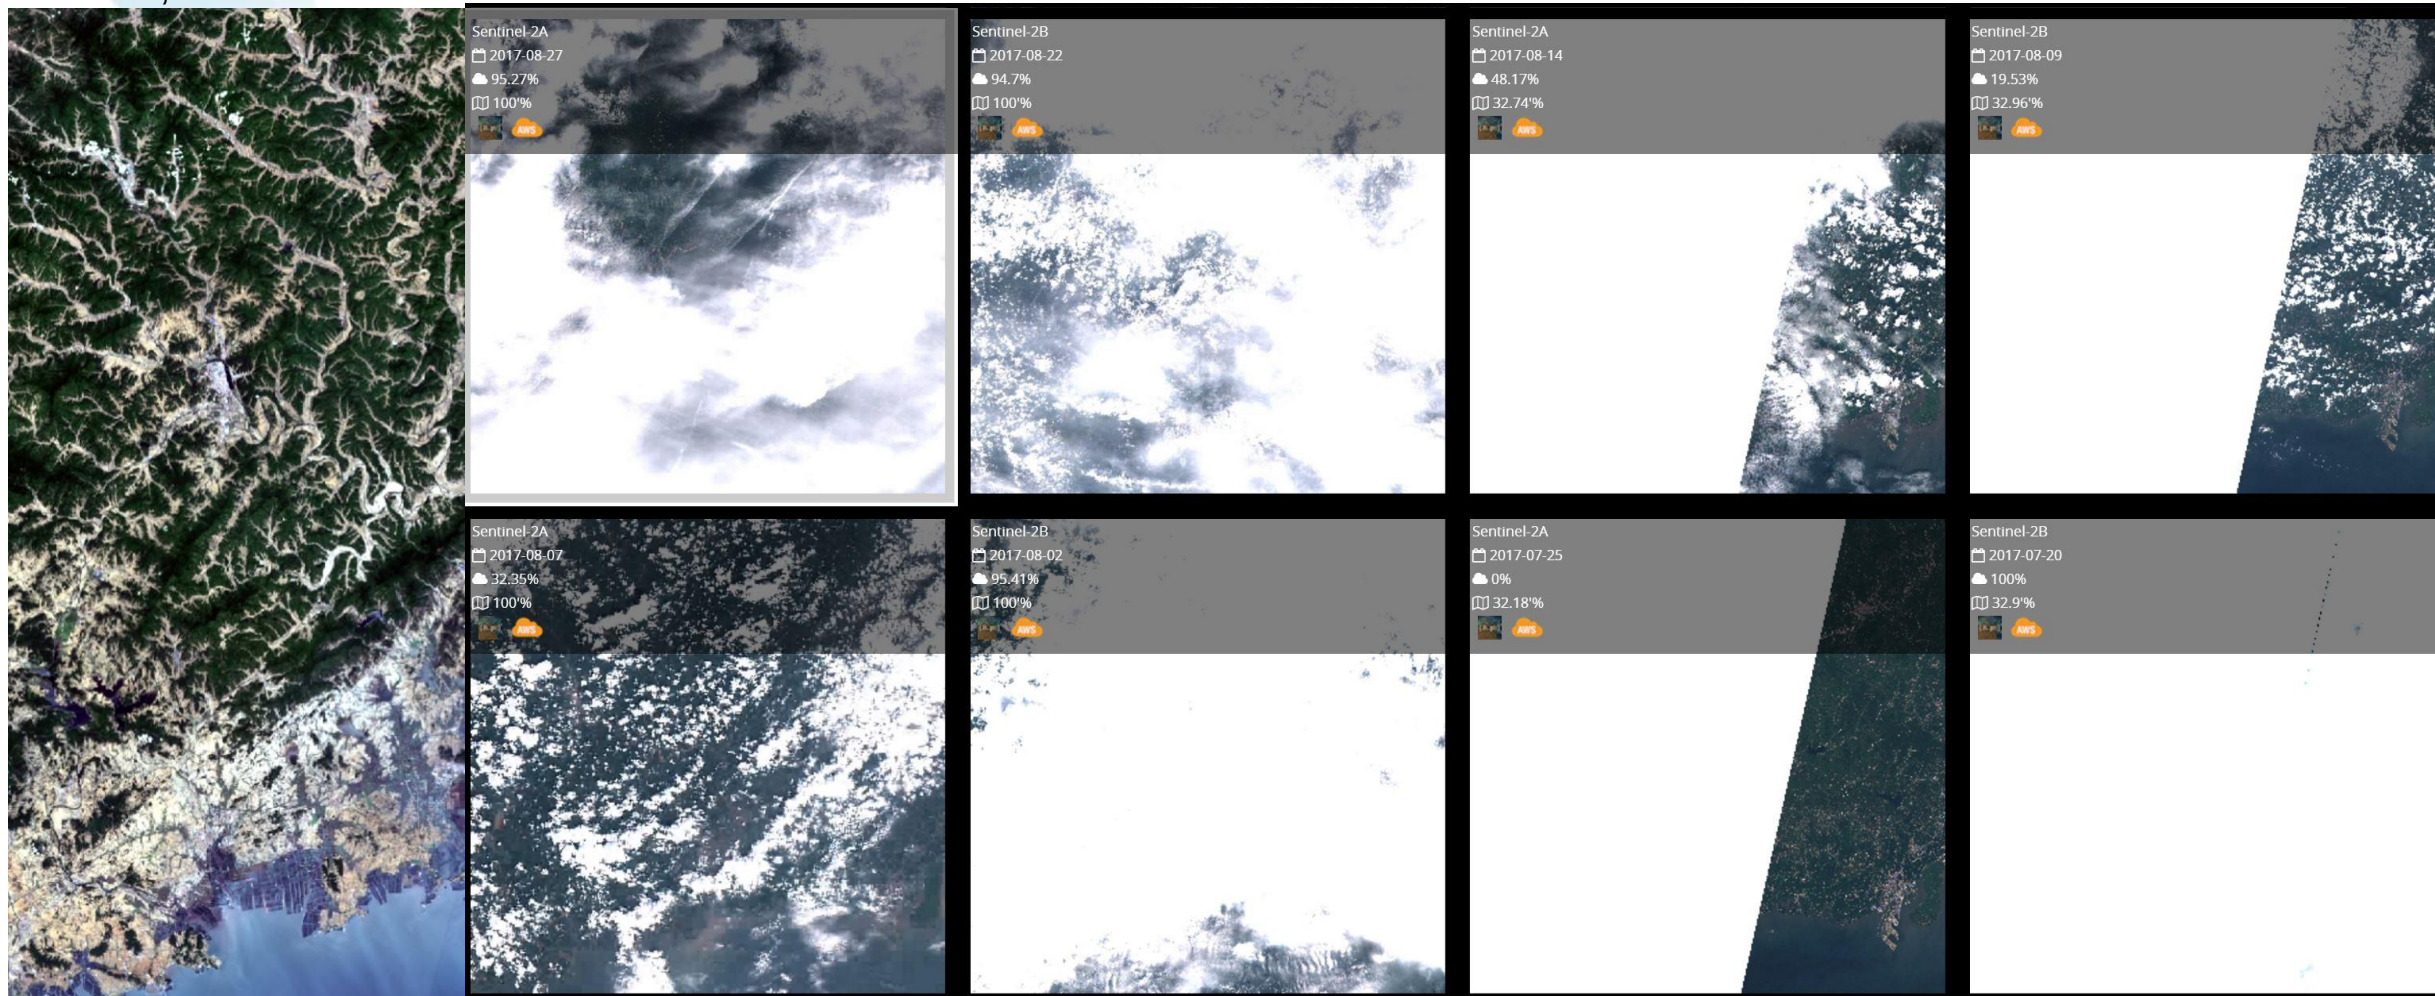 Sentinel-2A
2017-08-27
95.27%
100'%
AWS
Sentinel-2B
2017-08-22
94.7%
100'%
AWS
Sentinel-2A
2017-08-14
48.17%
32.74'%
AWS
Sentinel-2B
2017-08-09
19.53%
32.96'%
AWS
Sentinel-2A
2017-08-07
32.35%
100'%
AWS
Sentinel-2B
2017-08-02
95.41%
100'%
AWS
Sentinel-2A
2017-07-25
0%
32.18'%
AWS
Sentinel-2B
2017-07-20
100%
32.9'%
AWS